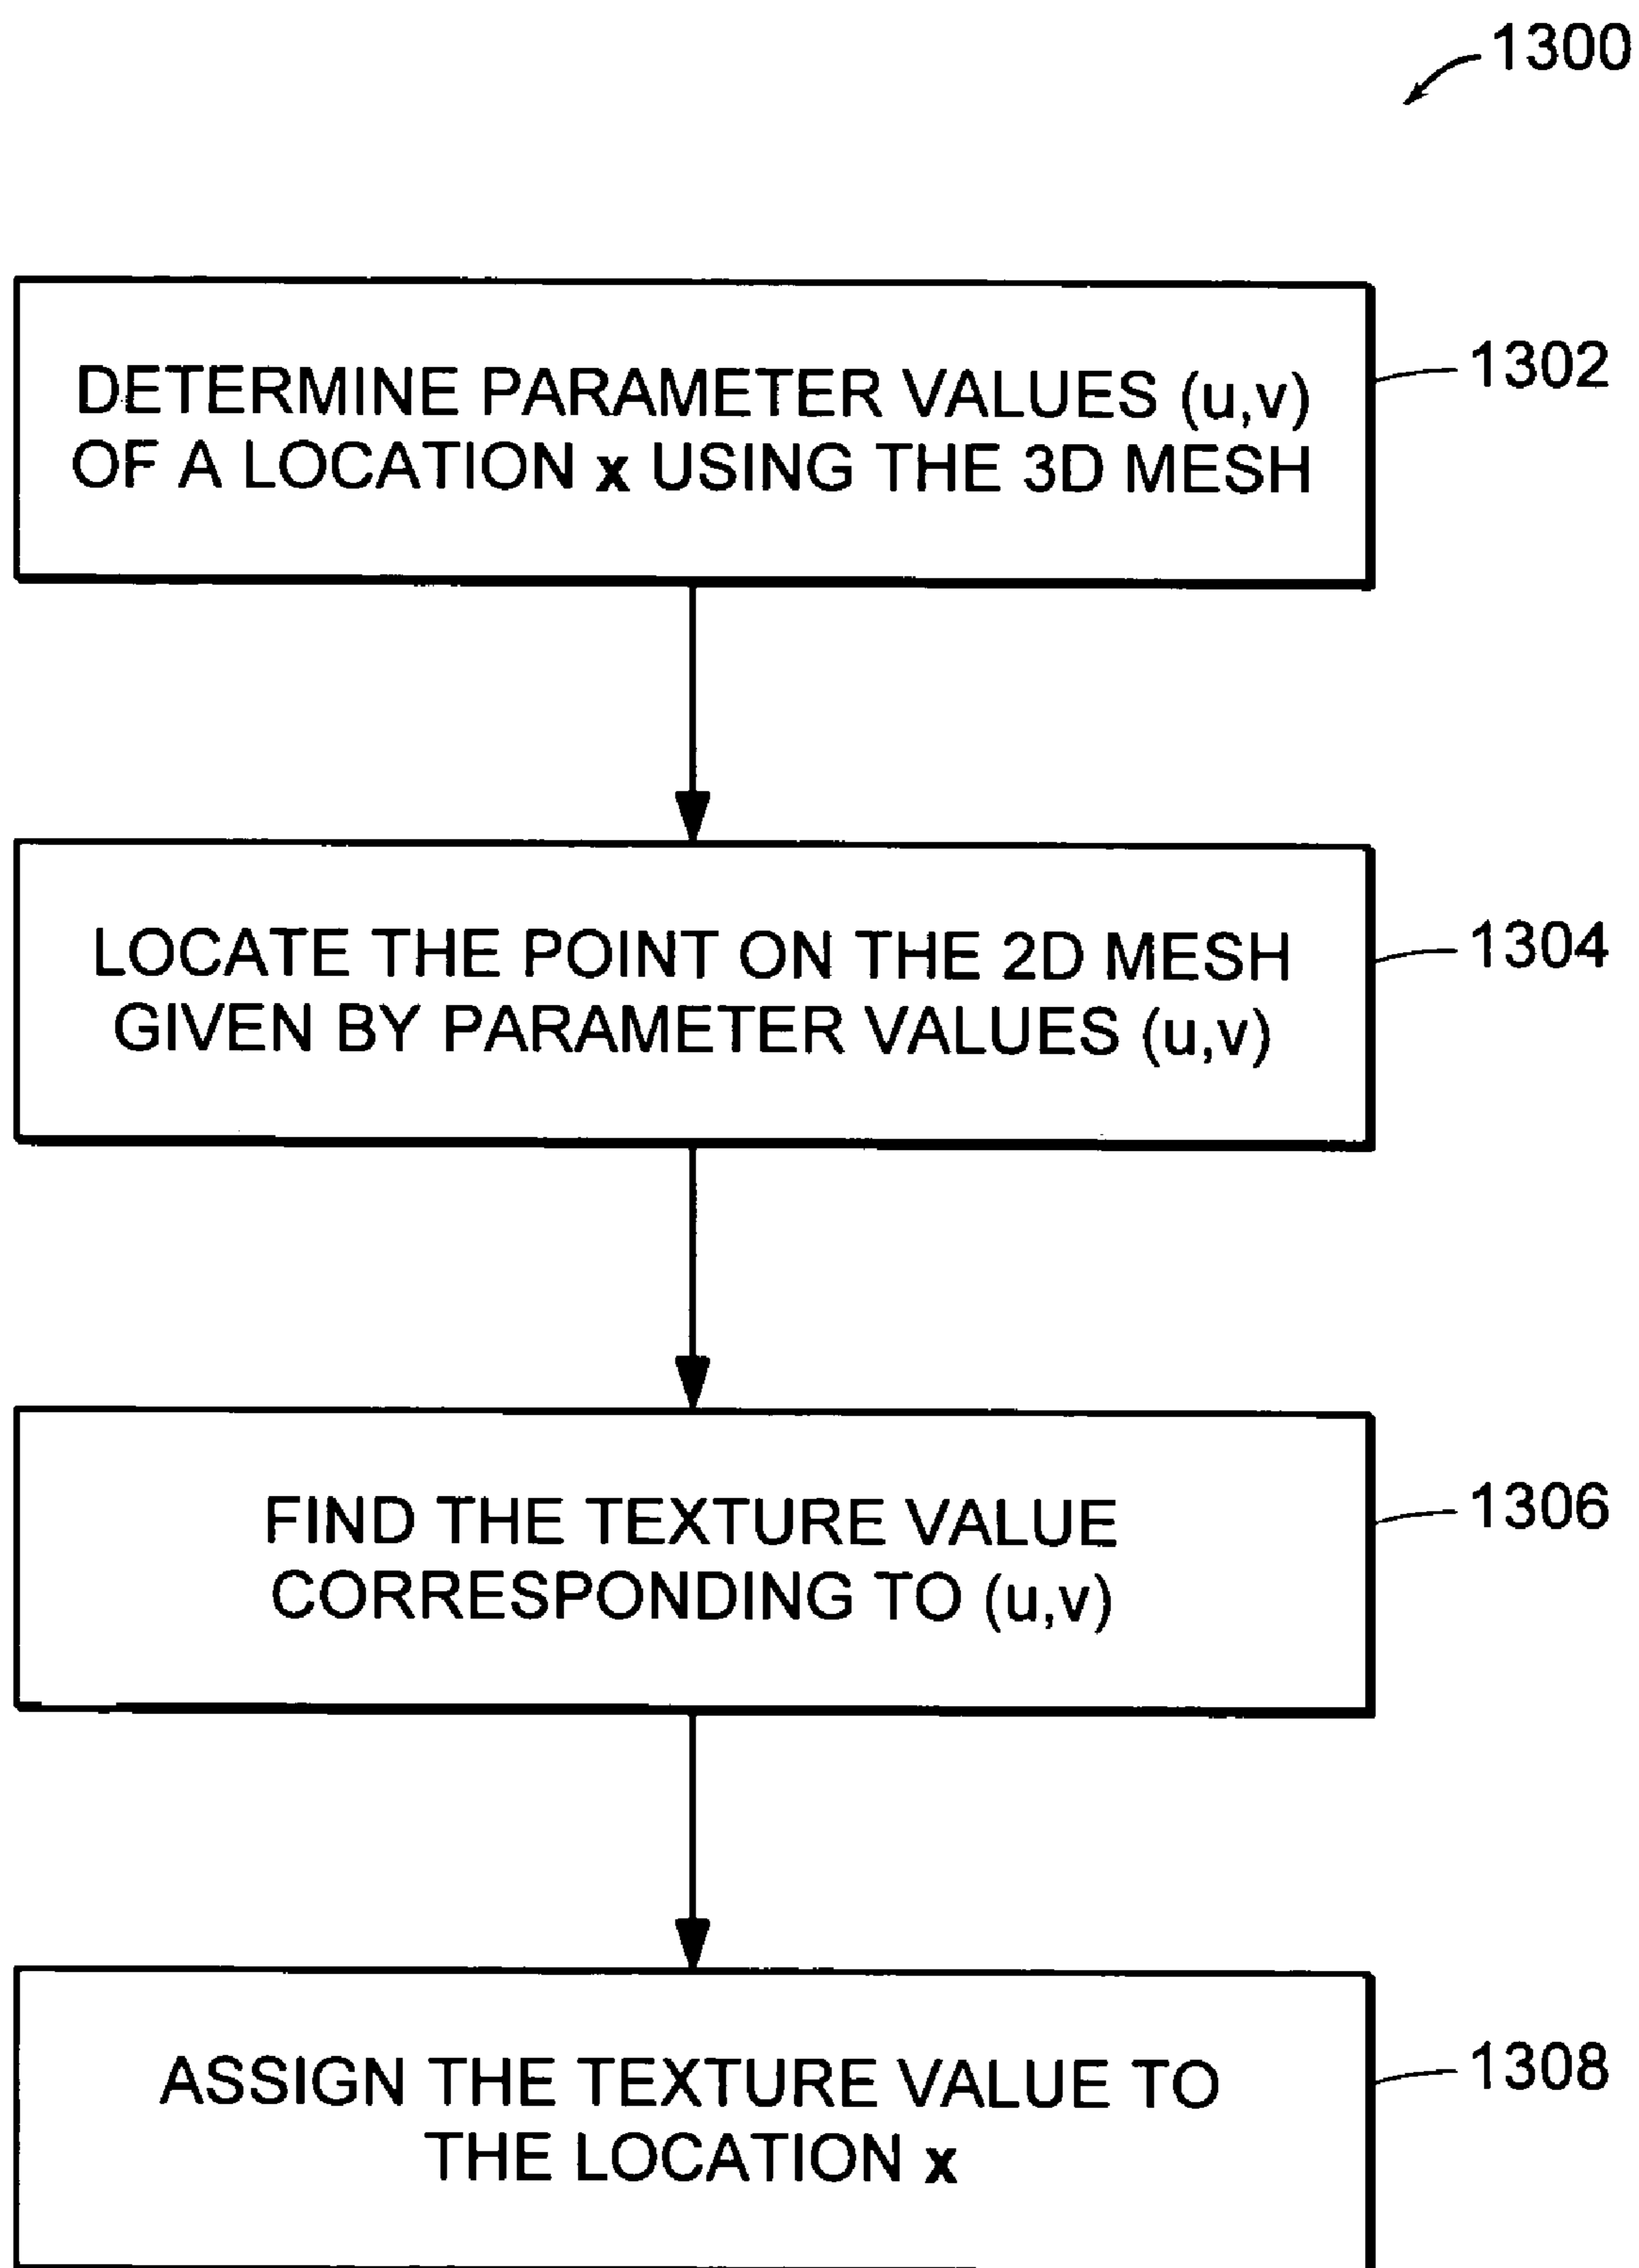 1300
DETERMINE PARAMETER VALUES (u,v)
OF A LOCATION x USING THE 3D MESH
1302
LOCATE THE POINT ON THE 2D MESH
GIVEN BY PARAMETER VALUES (u,v)
1304
FIND THE TEXTURE VALUE
CORRESPONDING TO (u,v)
1306
ASSIGN THE TEXTURE VALUE TO
THE LOCATION x
1308